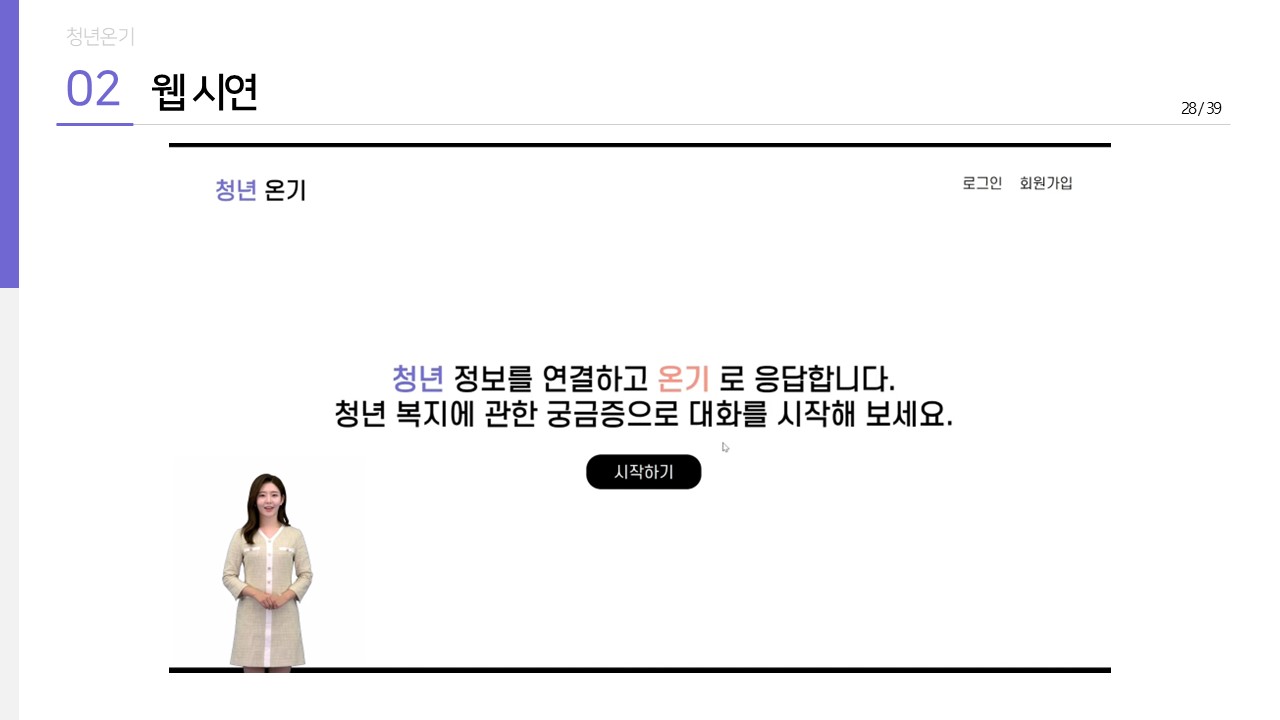 청년온기
02 웹 시연
28 / 39
청년 온기
로그인 회원가입
청년 정보를 연결하고 온기 로 응답합니다.
청년 복지에 관한 궁금증으로 대화를 시작해 보세요.
시작하기